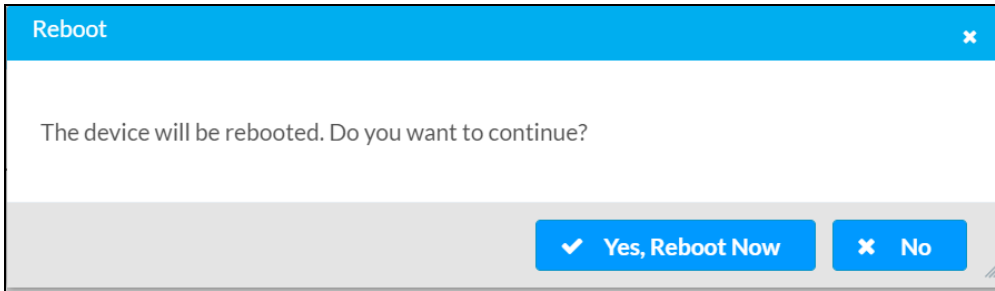 Reboot
The device will be rebooted. Do you want to continue?
Yes, Reboot Now
No